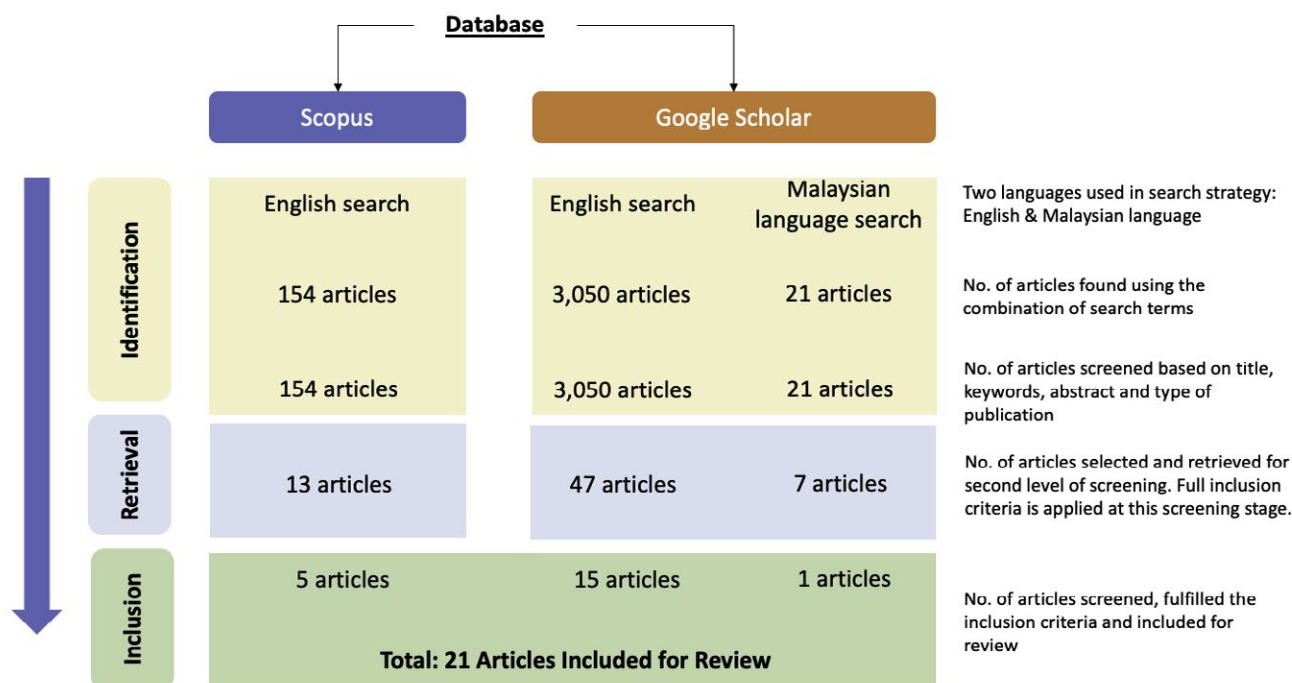 Database
Scopus
Google Scholar
Identification
English search
English search
Malaysian
language search
Two languages used in search strategy:
English & Malaysian language
154 articles
3,050 articles
21 articles
No. of articles found using the
combination of search terms
154 articles
3,050 articles
21 articles
No. of articles screened based on title,
keywords, abstract and type of
publication
Retrieval
13 articles
47 articles
7 articles
No. of articles selected and retrieved for
second level of screening. Full inclusion
criteria is applied at this screening stage.
Inclusion
5 articles
15 articles
1 articles
No. of articles screened, fulfilled the
inclusion criteria and included for
review
Total: 21 Articles Included for Review